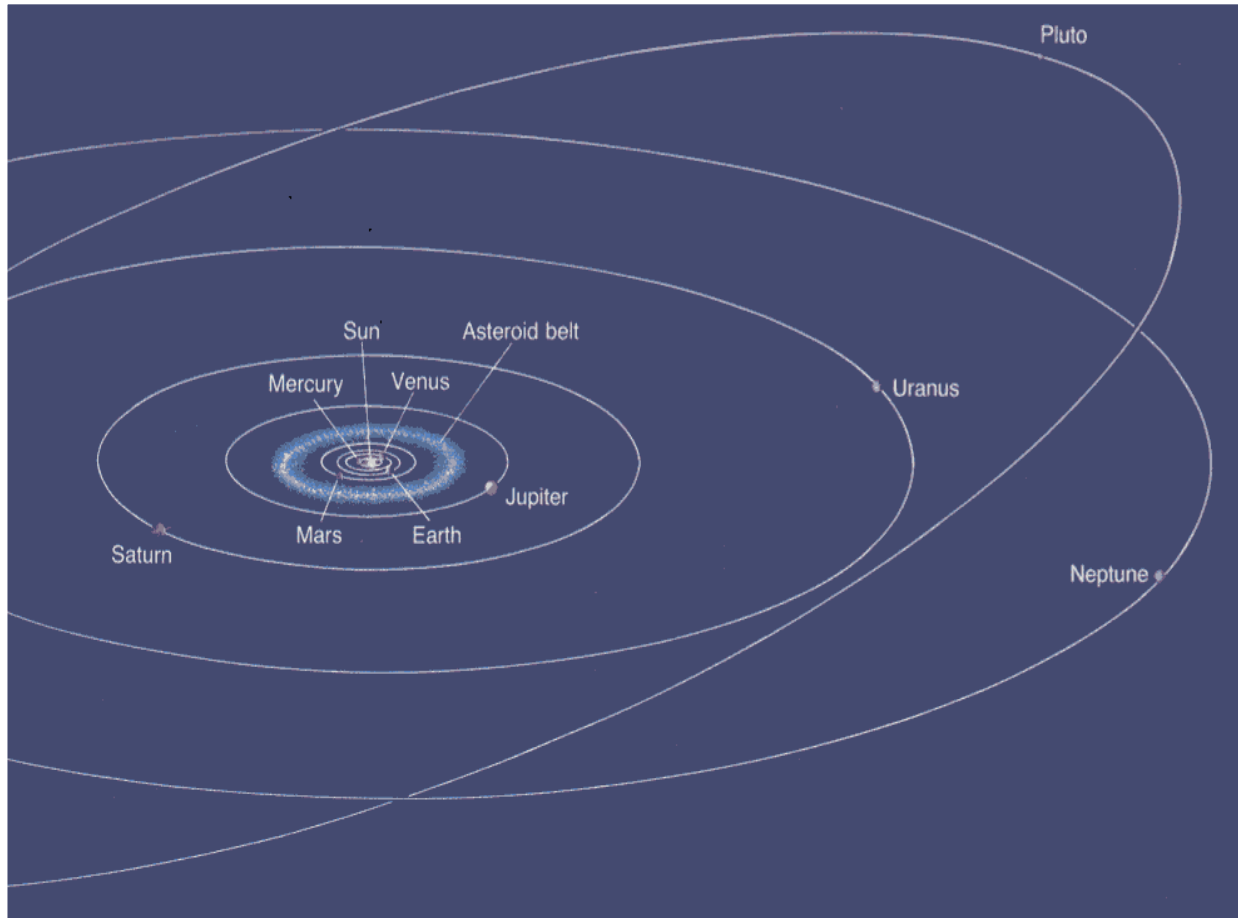 Pluto
Sun
Asteroid belt
Mercury
Venus
Uranus
Jupiter
Mars
Earth
Saturn
Neptune